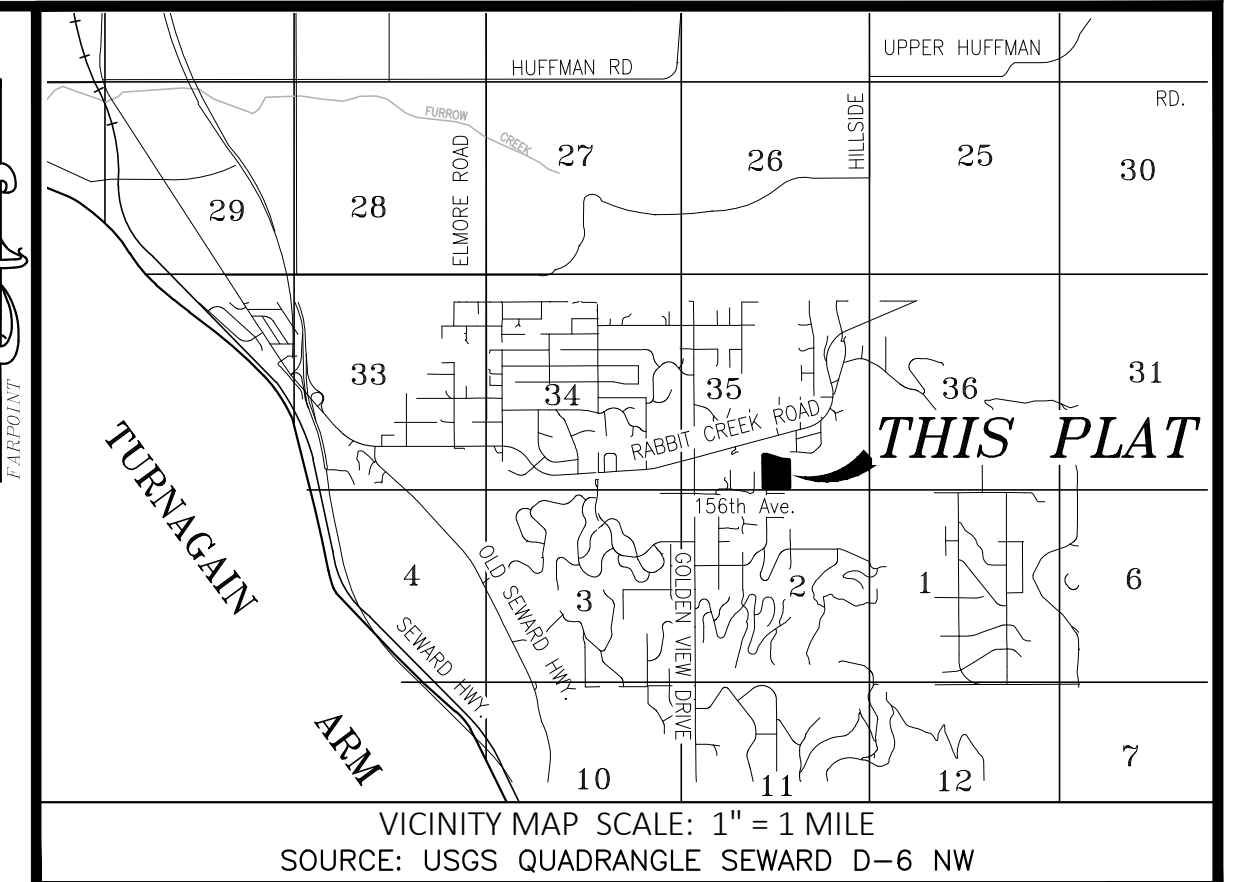 UPPER HUFFMAN
HUFFMAN RD
RD.
FURROW
CREEK
ELMORE ROAD
HILLSIDE
27
26
25
30
29
28
33
34
35
36
31
RABBIT CREEK ROAD
THIS PLAT
FARPOINT
TURNAGAIN
ARM
156th Ave.
4
OLD SEWARD HWY.
3
GOLDEN VIEW DRIVE
2
1
6
SEWARD HWY.
10
11
12
7
VICINITY MAP SCALE: 1" = 1 MILE
SOURCE: USGS QUADRANGLE SEWARD D-6 NW